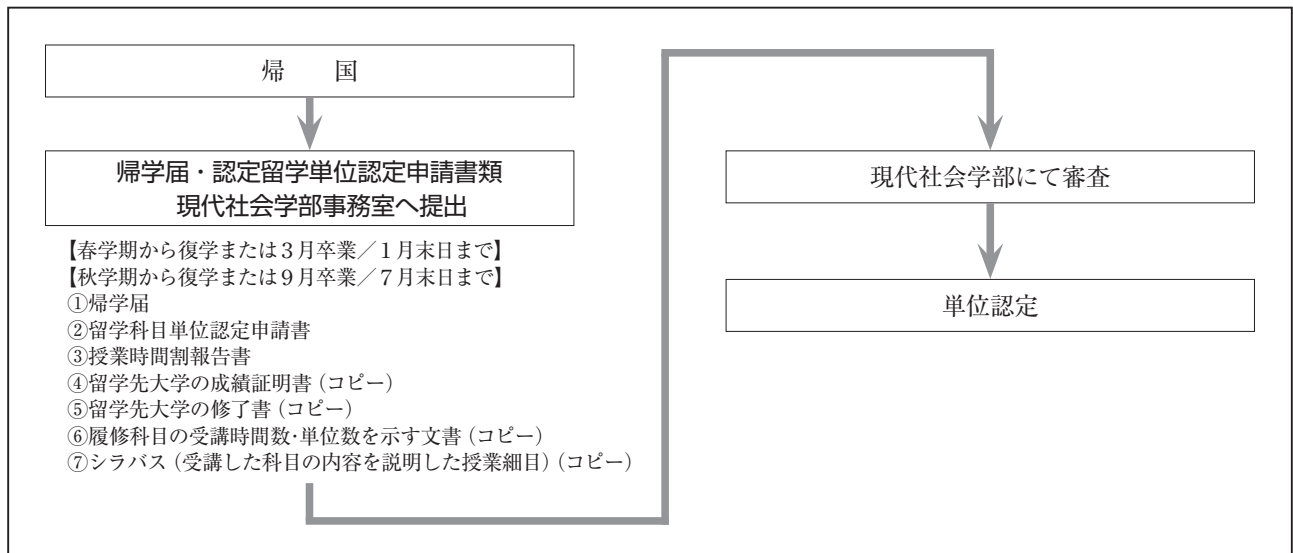 帰　　国
帰学届・認定留学単位認定申請書類
現代社会学部事務室へ提出
【春学期から復学または３月卒業／１月末日まで】
【秋学期から復学または９月卒業／７月末日まで】
①帰学届
②留学科目単位認定申請書
③授業時間割報告書
④留学先大学の成績証明書（コピー）
⑤留学先大学の修了書（コピー）
⑥履修科目の受講時間数・単位数を示す文書（コピー）
⑦シラバス（受講した科目の内容を説明した授業細目）（コピー）
現代社会学部にて審査
単位認定